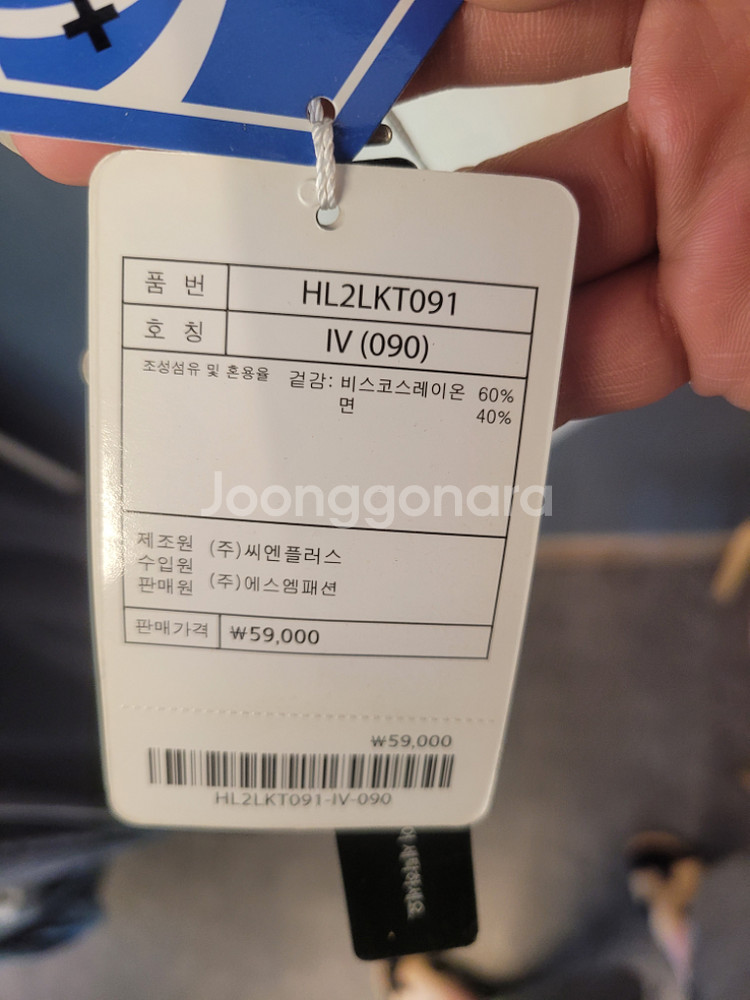 품 번 HL2LKT091
호 칭 IV (090)
조성섬유 및 혼용율 겉감: 비스코스레이온 60%
면 40%
Joonggonara
제조원 (주)씨엔플러스
수입원
판매원 (주)에스엠패션
판매가격 ₩59,000
₩59,000
HL2LKT091-IV-090